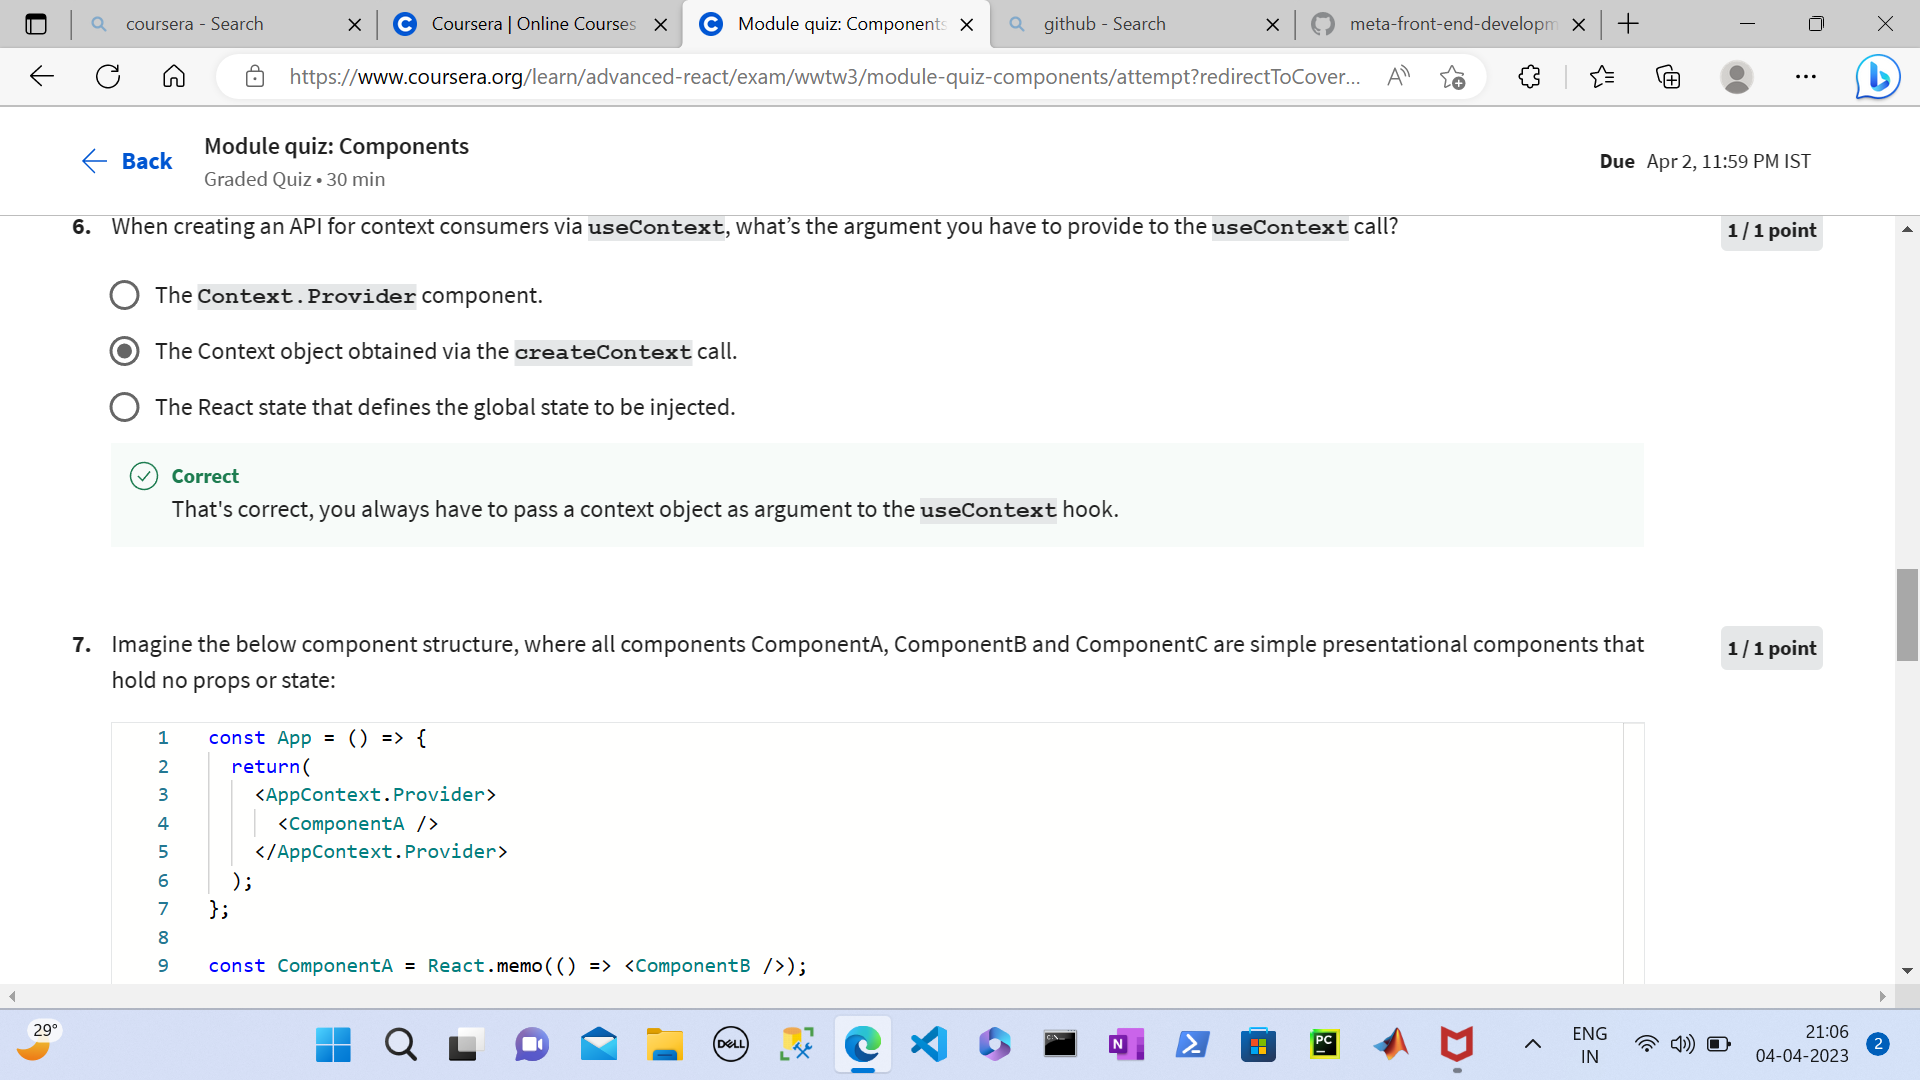 coursera - Search
Coursera | Online Courses
Module quiz: Components
github - Search
meta-front-end-developm
https://www.coursera.org/learn/advanced-react/exam/wwtw3/module-quiz-components/attempt?redirectToCover...
Back
Module quiz: Components
Graded Quiz • 30 min
Due Apr 2, 11:59 PM IST
6. When creating an API for context consumers via useContext, what's the argument you have to provide to the useContext call?
1 / 1 point
The Context.Provider component.
The Context object obtained via the createContext call.
The React state that defines the global state to be injected.
Correct
That's correct, you always have to pass a context object as argument to the useContext hook.
7. Imagine the below component structure, where all components ComponentA, ComponentB and ComponentC are simple presentational components that
hold no props or state:
1 / 1 point
1 const App = () => {
2 return(
3 <AppContext.Provider>
4 <ComponentA />
5 </AppContext.Provider>
6 );
7 };
8
9 const ComponentA = React.memo(() => <ComponentB />);
29°
DELL
N
PC
ENG
IN
21:06
04-04-2023
2